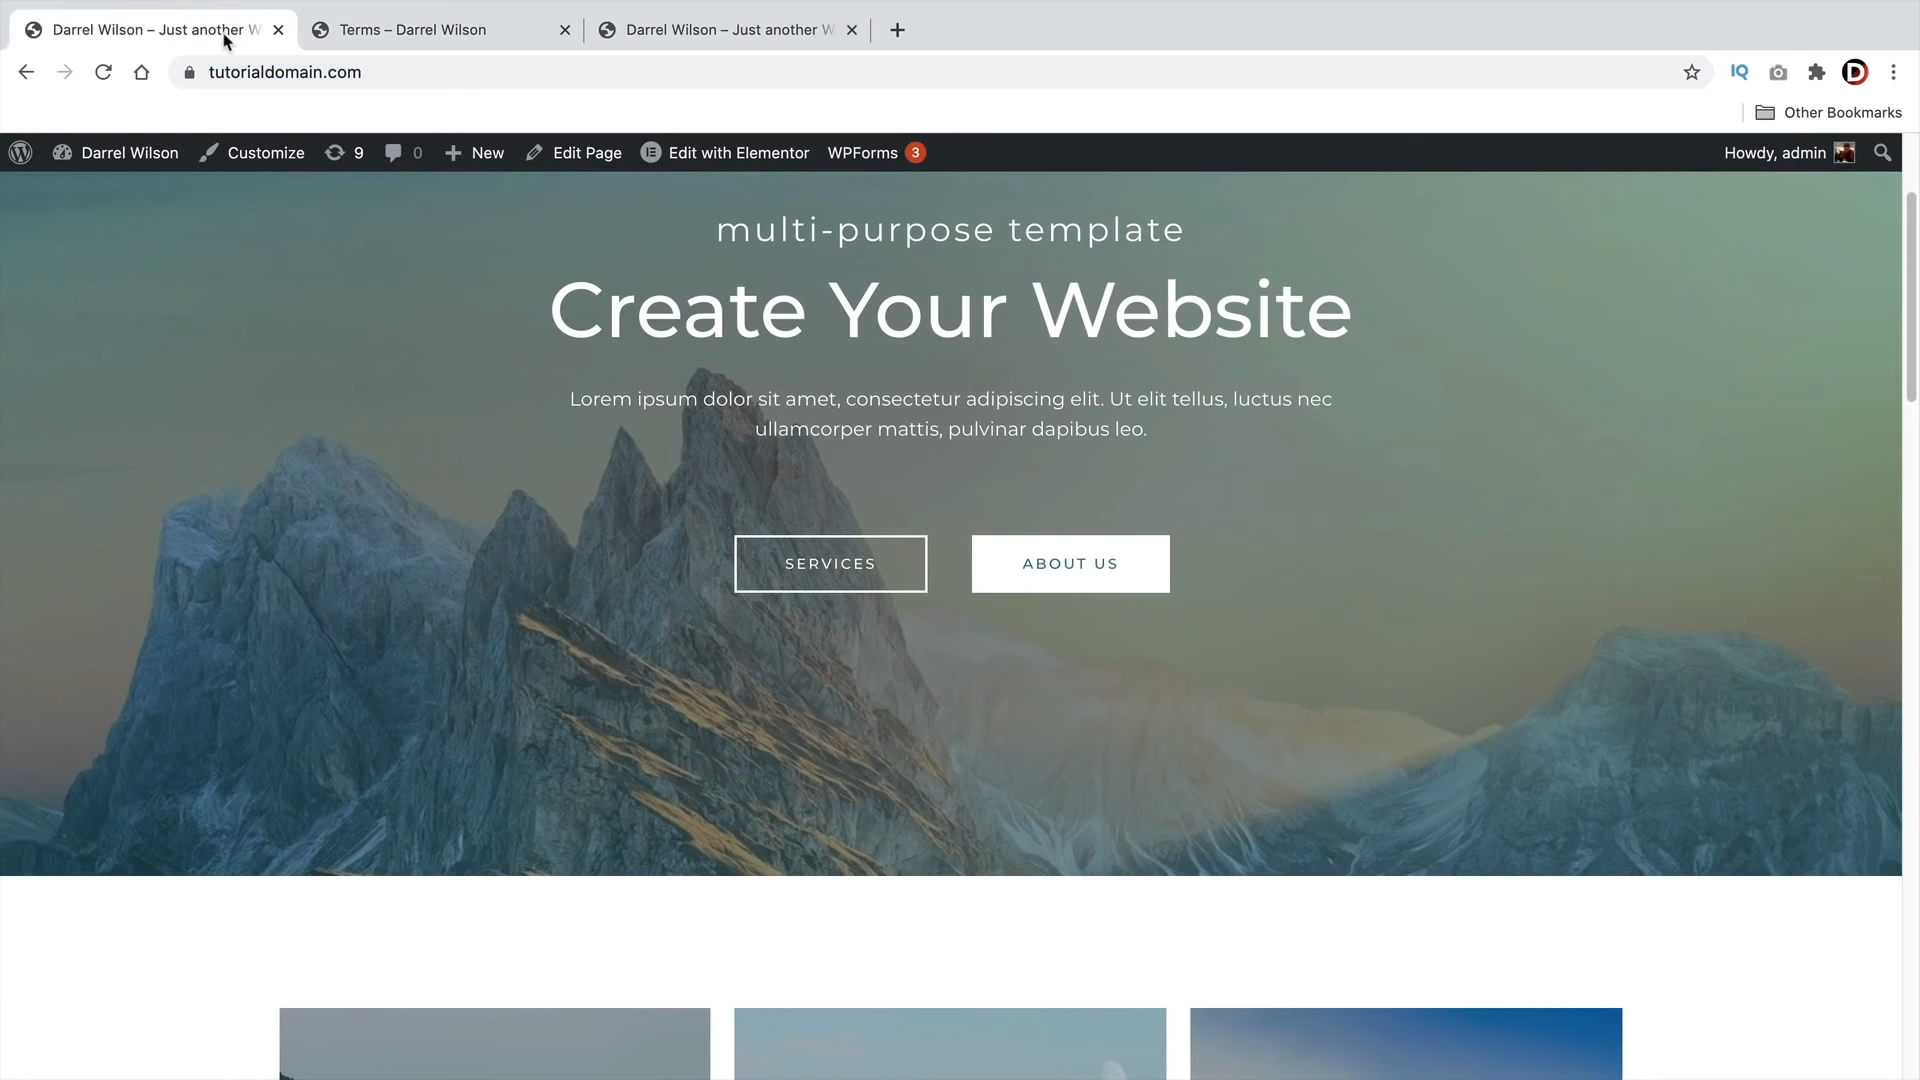 Darrel Wilson – Just another W
Terms – Darrel Wilson
Darrel Wilson – Just another W
tutorialdomain.com
IQ
D
Other Bookmarks
Darrel Wilson
Customize
9
0
New
Edit Page
Edit with Elementor
WPForms 3
Howdy, admin
multi-purpose template
Create Your Website
Lorem ipsum dolor sit amet, consectetur adipiscing elit. Ut elit tellus, luctus nec
ullamcorper mattis, pulvinar dapibus leo.
SERVICES
ABOUT US